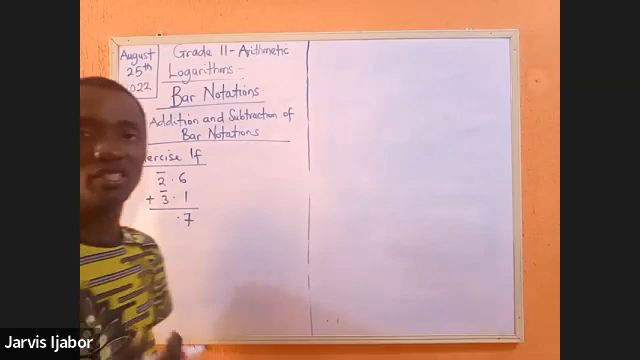 August
25th
2022
Grade 11 - Arithmetic
Logarithms -
Bar Notations
Addition and Subtraction of
Bar Notations
ercise 1f
2̅ . 6
+ 3̅ . 1
. 7
Jarvis Ijabor